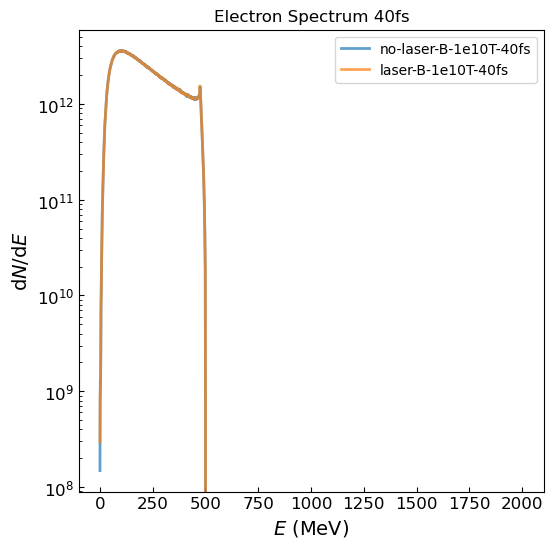 Electron Spectrum 40fs
no-laser-B-1e10T-40fs
laser-B-1e10T-40fs
dN/dE
10¹²
10¹¹
10¹⁰
10⁹
10⁸
0 250 500 750 1000 1250 1500 1750 2000
E (MeV)